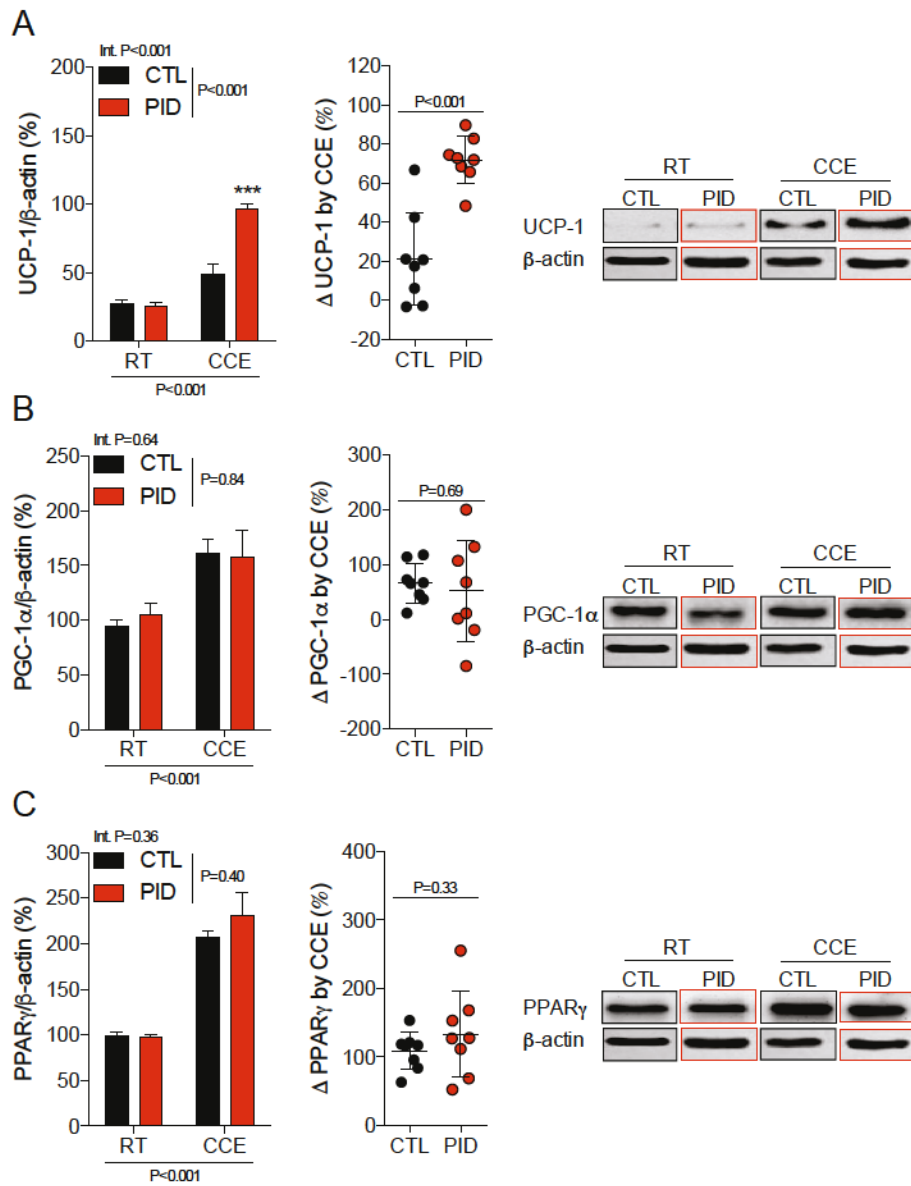 A
Int. P<0.001
CTL
PID
P<0.001
UCP-1/β-actin (%)
200
150
100
50
0
***
RT
CCE
P<0.001
Δ UCP-1 by CCE (%)
P<0.001
120
100
80
60
40
20
0
-20
CTL
PID
RT
CCE
CTL
PID
CTL
PID
UCP-1
β-actin
B
Int. P=0.64
CTL
PID
P=0.84
PGC-1α/β-actin (%)
250
200
150
100
50
0
RT
CCE
P<0.001
Δ PGC-1α by CCE (%)
P=0.69
300
200
100
0
-100
-200
CTL
PID
RT
CCE
CTL
PID
CTL
PID
PGC-1α
β-actin
C
Int. P=0.36
CTL
PID
P=0.40
PPARγ/β-actin (%)
300
250
200
150
100
50
0
RT
CCE
P<0.001
Δ PPARγ by CCE (%)
P=0.33
400
300
200
100
0
CTL
PID
RT
CCE
CTL
PID
CTL
PID
PPARγ
β-actin